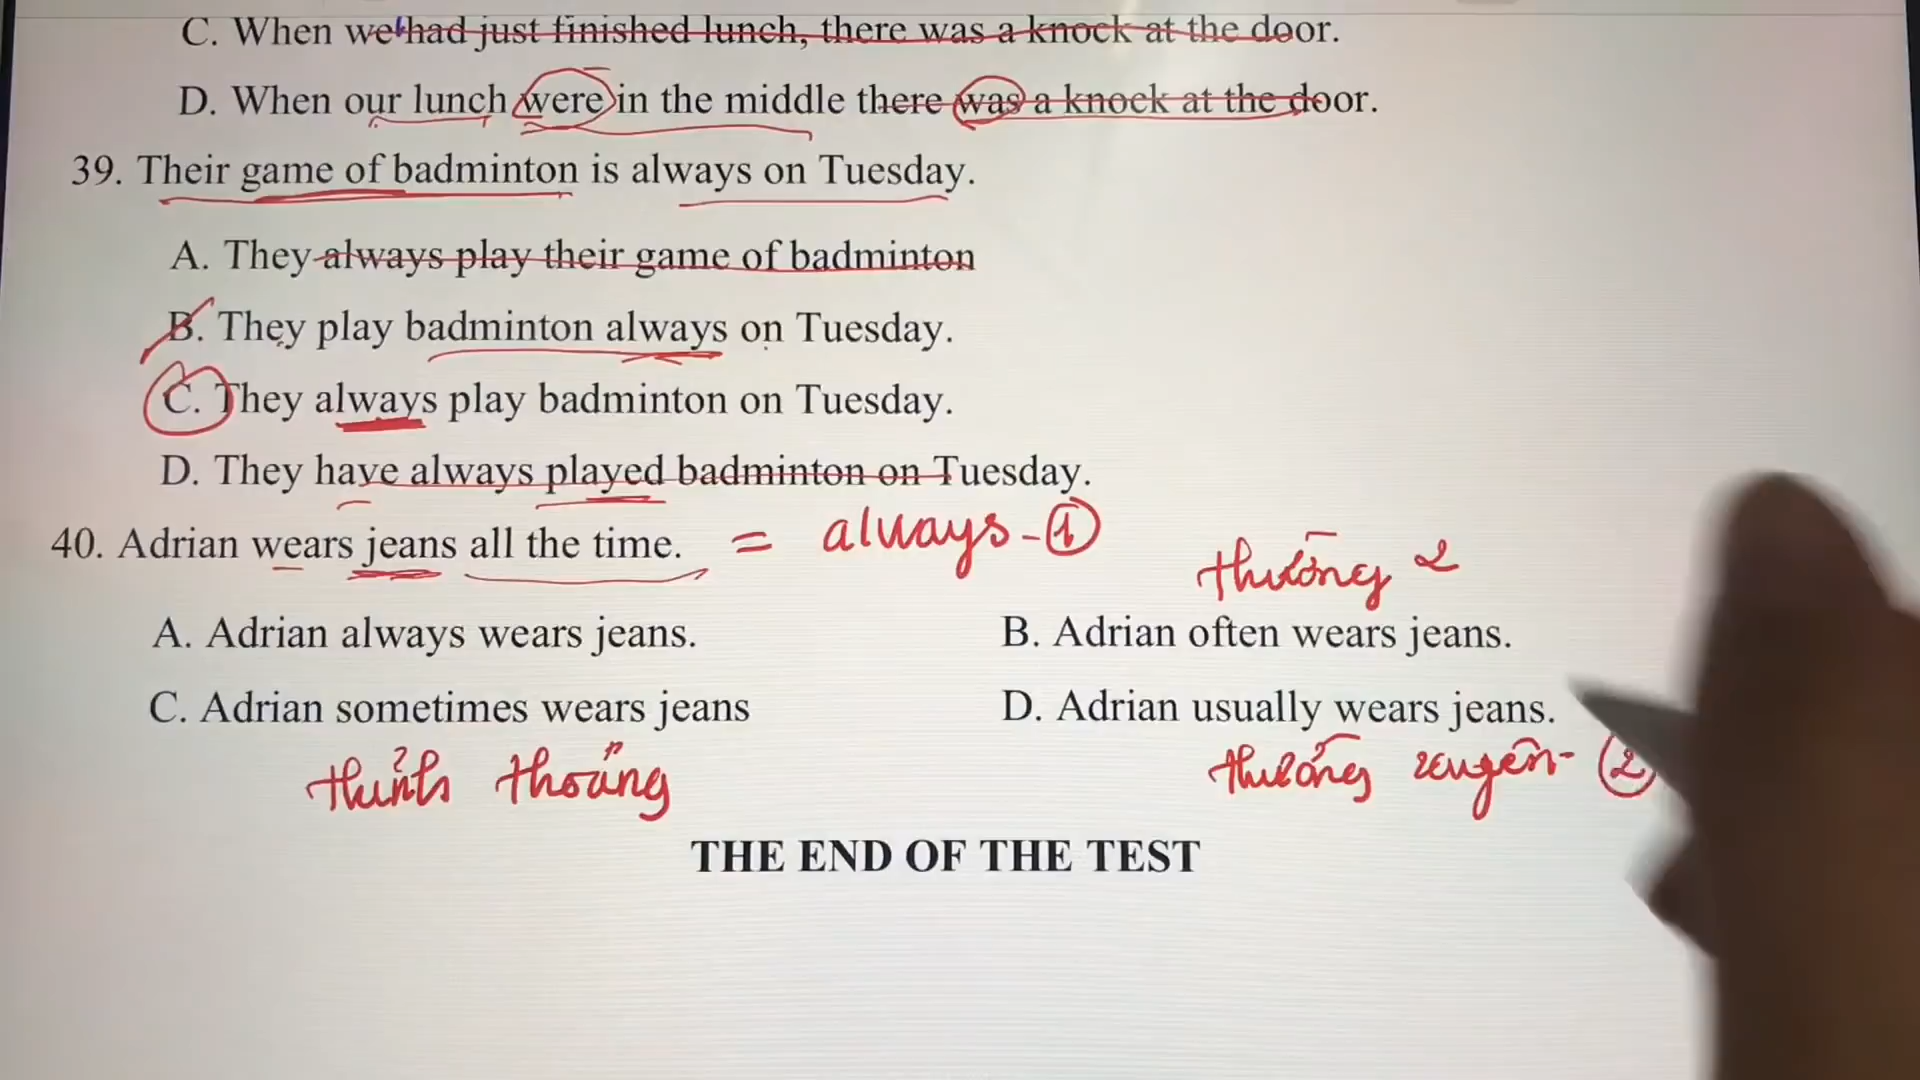 C. When we had just finished lunch, there was a knock at the door.
D. When our lunch were in the middle there was a knock at the door.
39. Their game of badminton is always on Tuesday.
A. They always play their game of badminton
B. They play badminton always on Tuesday.
C. They always play badminton on Tuesday.
D. They have always played badminton on Tuesday.
40. Adrian wears jeans all the time. = always - 1
thường 2
A. Adrian always wears jeans. B. Adrian often wears jeans.
C. Adrian sometimes wears jeans D. Adrian usually wears jeans.
thỉnh thoảng thường xuyên - 2
THE END OF THE TEST